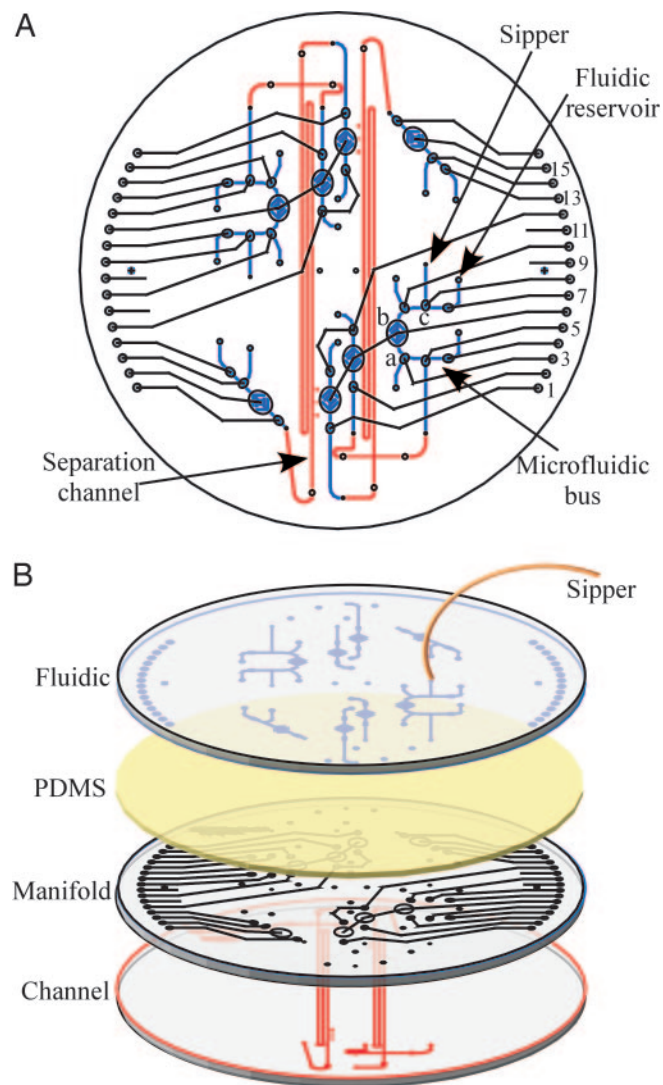 A
Sipper
Fluidic
reservoir
15
13
11
9
7
5
3
1
b
c
a
Separation
channel
Microfluidic
bus
B
Sipper
Fluidic
PDMS
Manifold
Channel